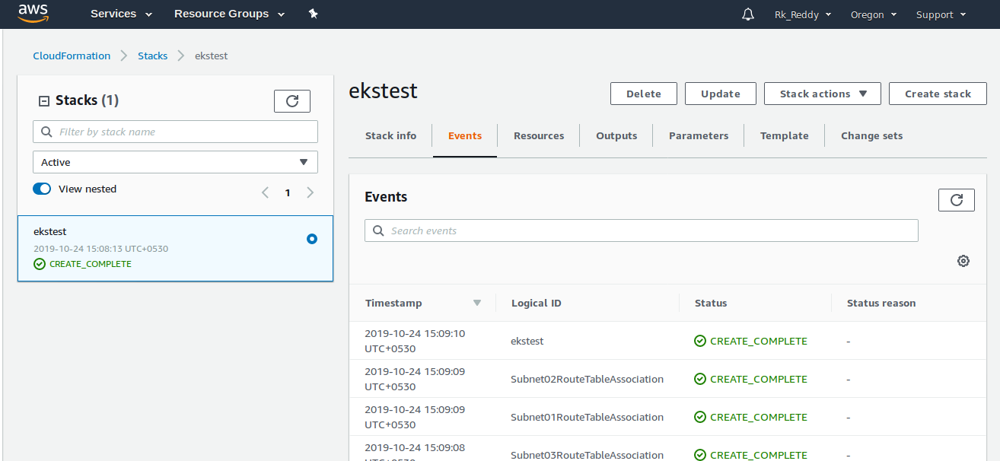 aws Services Resource Groups Rk_Reddy Oregon Support
CloudFormation Stacks ekstest
Stacks (1)
Filter by stack name
Active
View nested 1
ekstest
2019-10-24 15:08:13 UTC+0530
CREATE_COMPLETE
ekstest Delete Update Stack actions Create stack
Stack info Events Resources Outputs Parameters Template Change sets
Events
Search events
Timestamp Logical ID Status Status reason
2019-10-24 15:09:10
UTC+0530 ekstest CREATE_COMPLETE -
2019-10-24 15:09:09
UTC+0530 Subnet02RouteTableAssociation CREATE_COMPLETE -
2019-10-24 15:09:09
UTC+0530 Subnet01RouteTableAssociation CREATE_COMPLETE -
2019-10-24 15:09:08
UTC+0530 Subnet03RouteTableAssociation CREATE_COMPLETE -